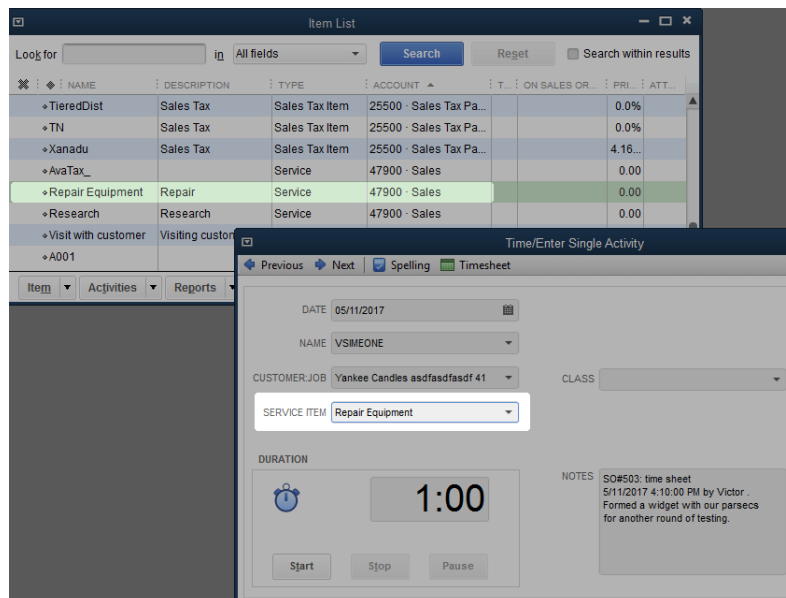 Item List
Look for in All fields Search Reset Search within results
NAME DESCRIPTION TYPE ACCOUNT T... ON SALES OR... PRI... ATT...
TieredDist Sales Tax Sales Tax Item 25500 · Sales Tax Pa... 0.0%
TN Sales Tax Sales Tax Item 25500 · Sales Tax Pa... 0.0%
Xanadu Sales Tax Sales Tax Item 25500 · Sales Tax Pa... 4.16...
AvaTax_ Service 47900 · Sales 0.00
Repair Equipment Repair Service 47900 · Sales 0.00
Research Research Service 47900 · Sales 0.00
Visit with customer Visiting custon
A001
Item Activities Reports
Time/Enter Single Activity
Previous Next Spelling Timesheet
DATE 05/11/2017
NAME VSIMEONE
CUSTOMER:JOB Yankee Candles asdfasdfasdf 41 CLASS
SERVICE ITEM Repair Equipment
DURATION
1:00
Start Stop Pause
NOTES SO#503: time sheet
5/11/2017 4:10:00 PM by Victor .
Formed a widget with our parsecs
for another round of testing.